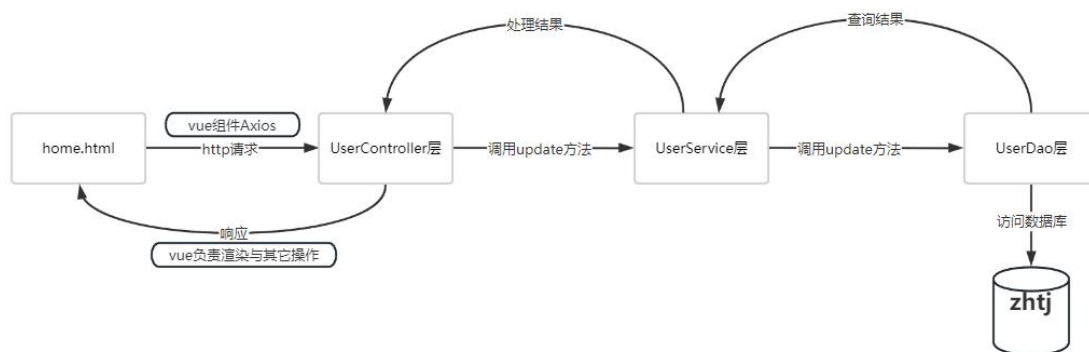 处理结果
查询结果
vue组件Axios
home.html
http请求
UserController层
调用update方法
UserService层
调用update方法
UserDao层
响应
vue负责渲染与其它操作
访问数据库
zhtj